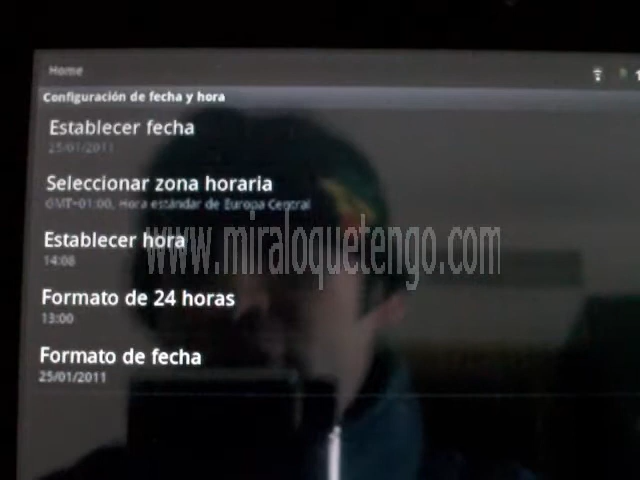 Home
Configuración de fecha y hora
Establecer fecha
25/01/2011
Seleccionar zona horaria
GMT+01:00, Hora estándar de Europa Central
Establecer hora
14:08
www.miraloquetengo.com
Formato de 24 horas
13:00
Formato de fecha
25/01/2011